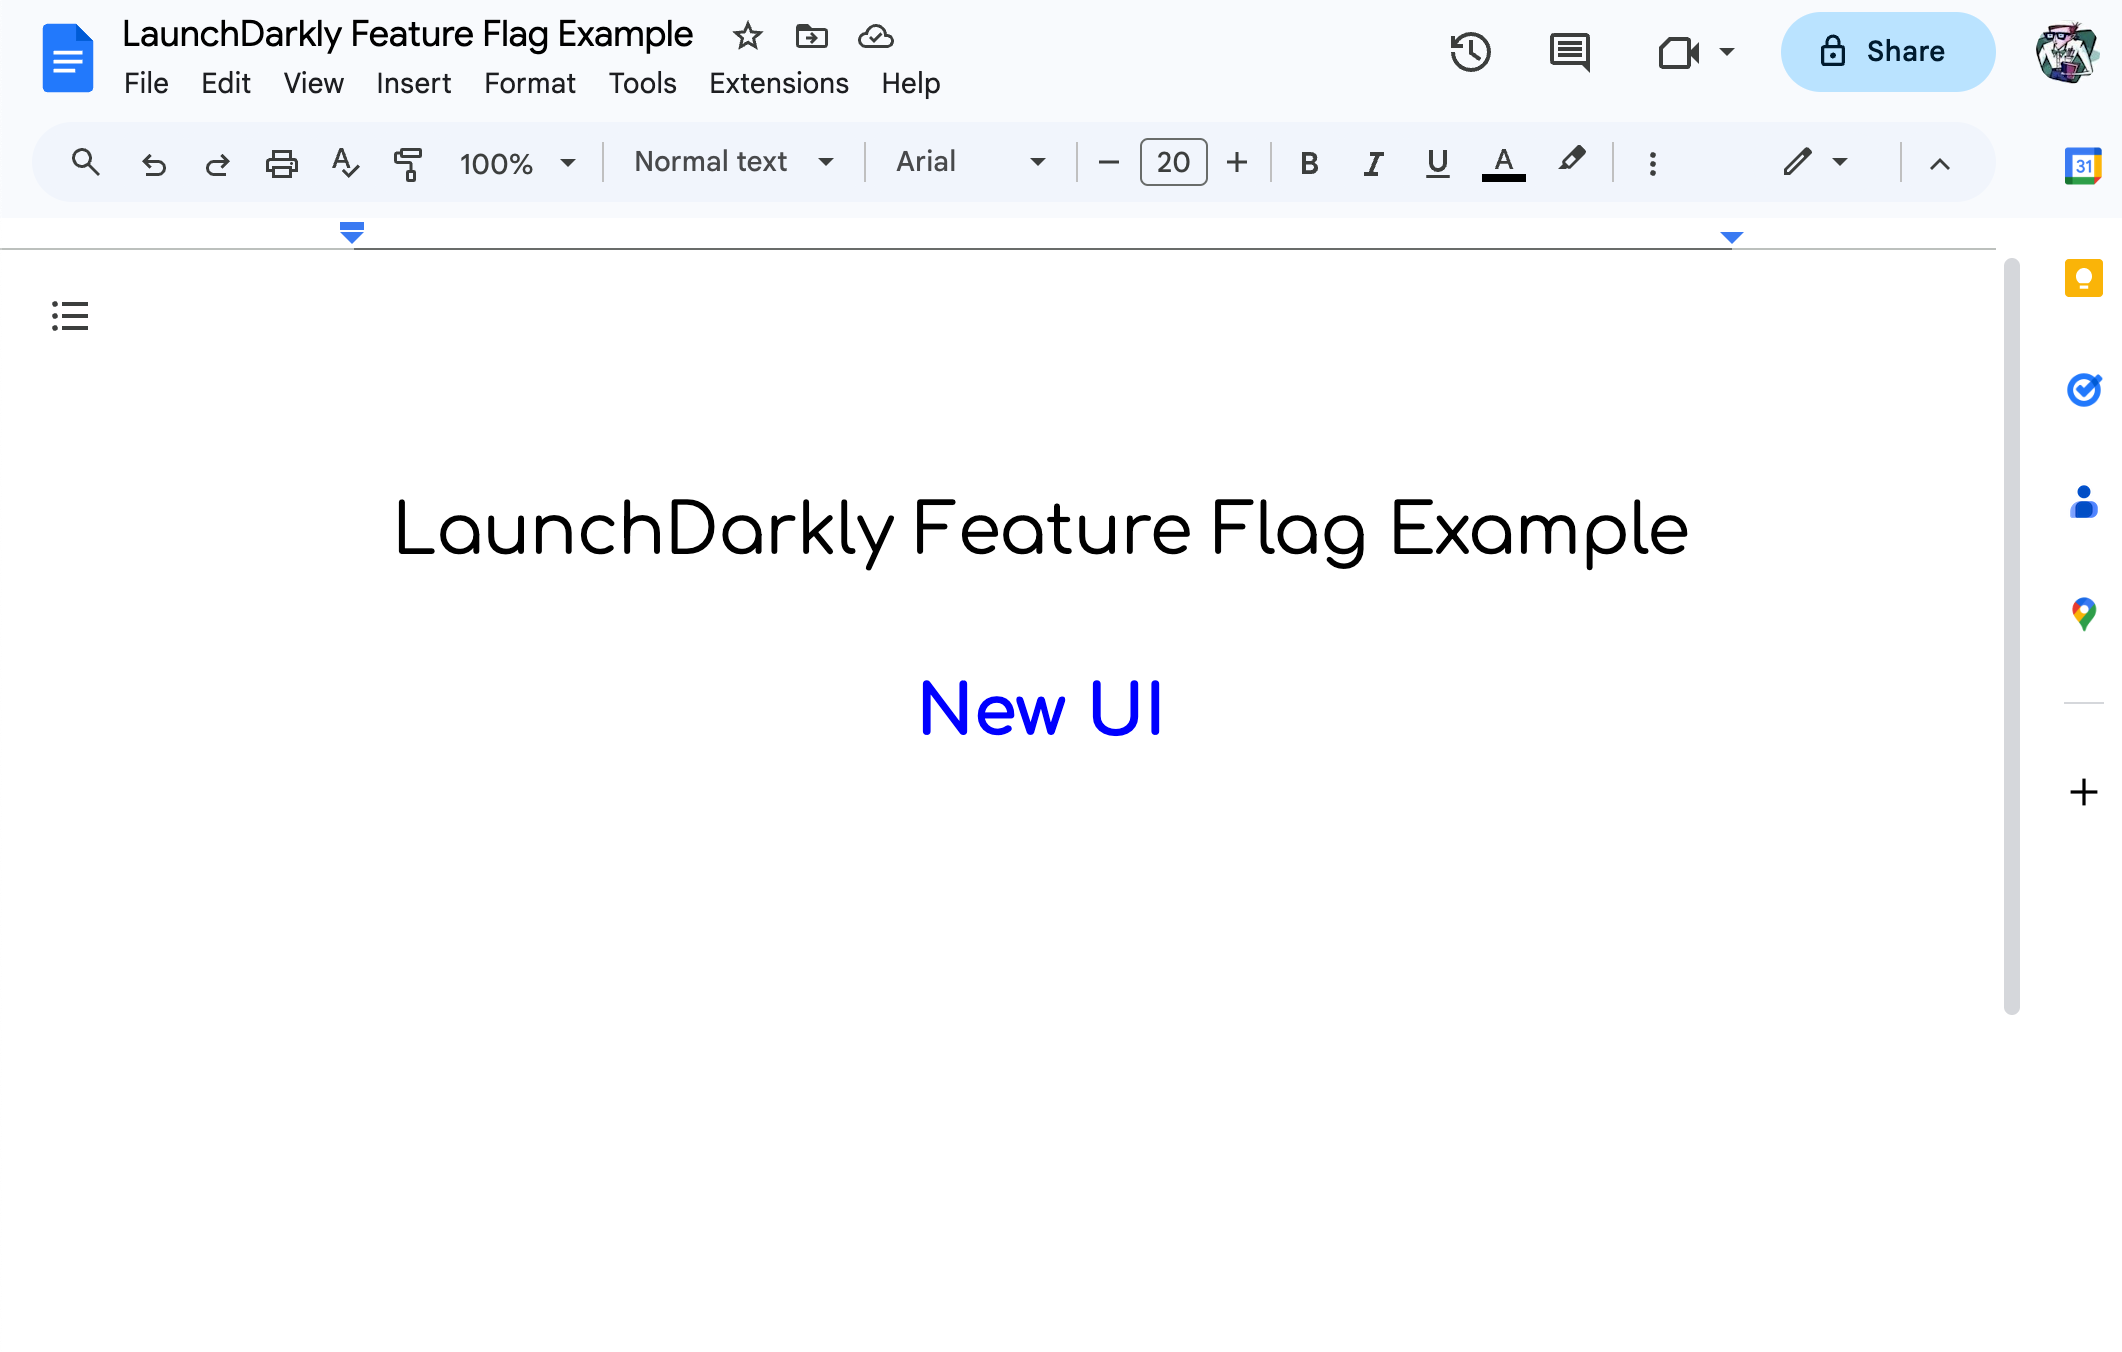 LaunchDarkly Feature Flag Example
File Edit View Insert Format Tools Extensions Help
Share
100% Normal text Arial 20 B I U A
31
LaunchDarkly Feature Flag Example
New UI